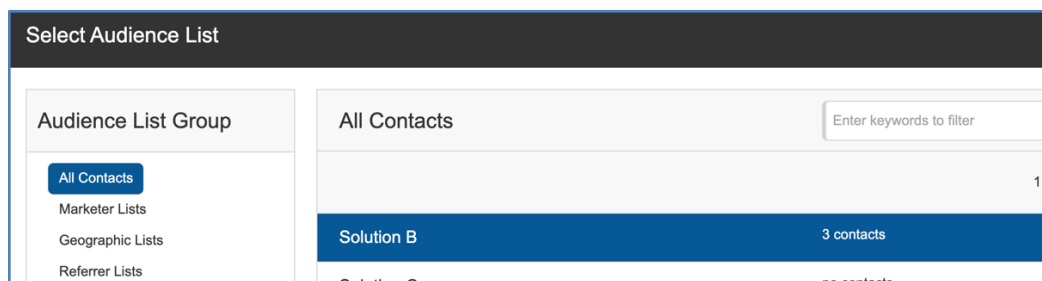 Select Audience List
Audience List Group
All Contacts
Marketer Lists
Geographic Lists
Referrer Lists
All Contacts
Enter keywords to filter
1
Solution B
3 contacts